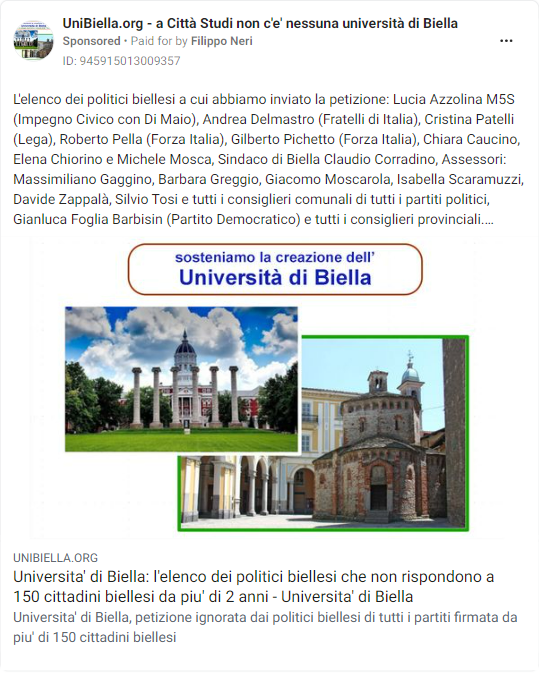 UniBiella.org - a Città Studi non c'e' nessuna università di Biella
Sponsored • Paid for by Filippo Neri
ID: 945915013009357
L'elenco dei politici biellesi a cui abbiamo inviato la petizione: Lucia Azzolina M5S
(Impegno Civico con Di Maio), Andrea Delmastro (Fratelli di Italia), Cristina Patelli
(Lega), Roberto Pella (Forza Italia), Gilberto Pichetto (Forza Italia), Chiara Caucino,
Elena Chiorino e Michele Mosca, Sindaco di Biella Claudio Corradino, Assessori:
Massimiliano Gaggino, Barbara Greggio, Giacomo Moscarola, Isabella Scaramuzzi,
Davide Zappalà, Silvio Tosi e tutti i consiglieri comunali di tutti i partiti politici,
Gianluca Foglia Barbisin (Partito Democratico) e tutti i consiglieri provinciali....
sosteniamo la creazione dell'
Università di Biella
UNIBIELLA.ORG
Universita' di Biella: l'elenco dei politici biellesi che non rispondono a
150 cittadini biellesi da piu' di 2 anni - Universita' di Biella
Universita' di Biella, petizione ignorata dai politici biellesi di tutti i partiti firmata da
piu' di 150 cittadini biellesi